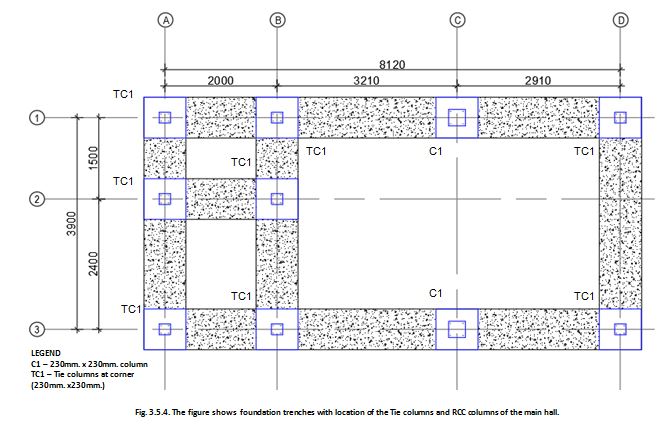 A B C D
8120
2000 3210 2910
TC1
1
TC1 C1 TC1
1500
TC1
TC1
2
3900
2400
C1
TC1 TC1
TC1
3
LEGEND
C1 – 230mm. x 230mm. column
TC1 – Tie columns at corner
(230mm. x230mm.)
Fig. 3.5.4. The figure shows foundation trenches with location of the Tie columns and RCC columns of the main hall.